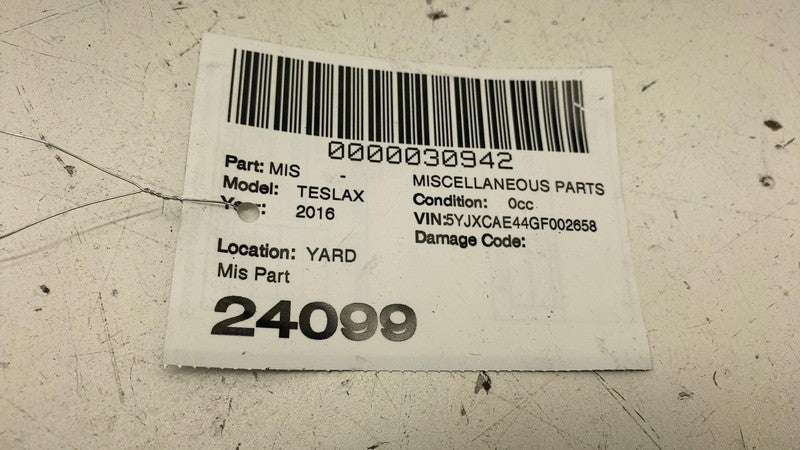 0000030942
Part: MIS -
MISCELLANEOUS PARTS
Model: TESLAX
Condition: 0cc
Year: 2016
VIN:5YJXCAE44GF002658
Damage Code:
Location: YARD
Mis Part
24099